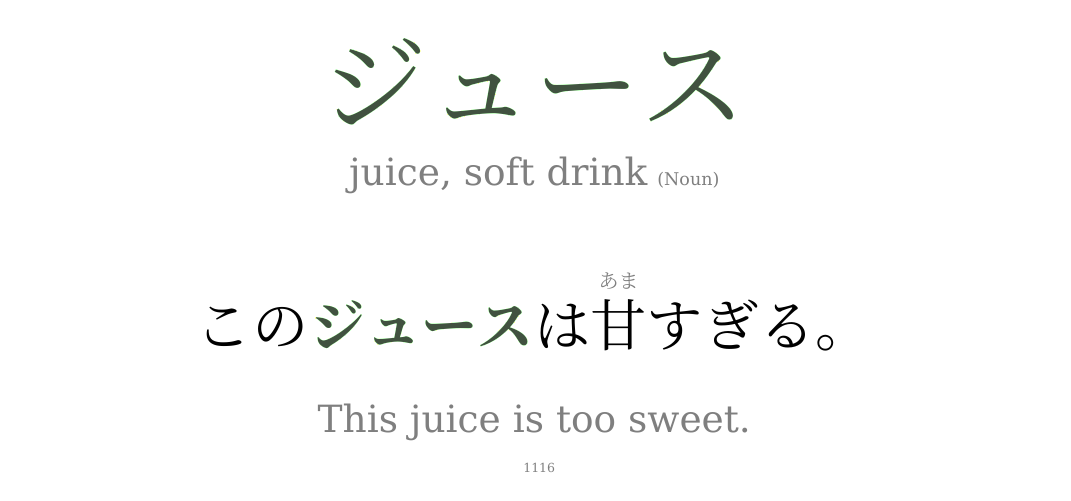 ジュース
juice, soft drink (Noun)
あま
このジュースは甘すぎる。
This juice is too sweet.
1116